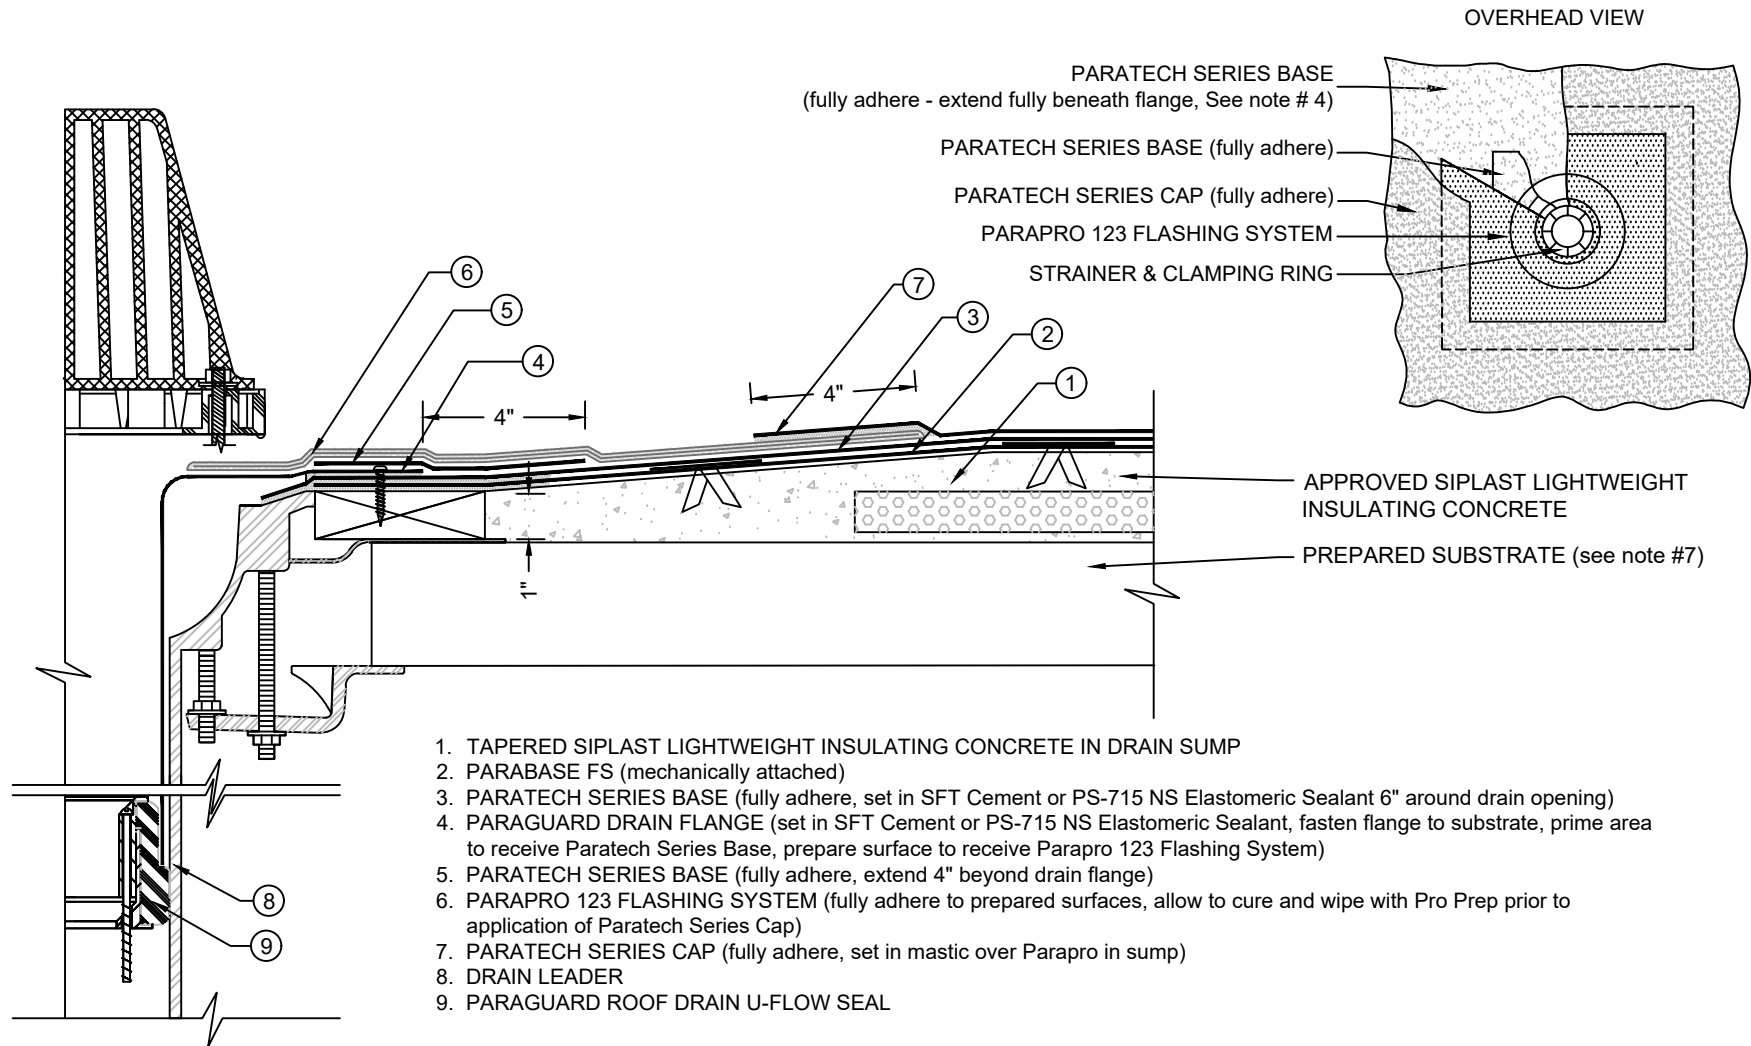 OVERHEAD VIEW
PARATECH SERIES BASE
(fully adhere - extend fully beneath flange, See note # 4)
PARATECH SERIES BASE (fully adhere)
PARATECH SERIES CAP (fully adhere)
PARAPRO 123 FLASHING SYSTEM
STRAINER & CLAMPING RING
6
5
4
7
3
2
1
4"
4"
1"
APPROVED SIPLAST LIGHTWEIGHT
INSULATING CONCRETE
PREPARED SUBSTRATE (see note #7)
8
9
1. TAPERED SIPLAST LIGHTWEIGHT INSULATING CONCRETE IN DRAIN SUMP
2. PARABASE FS (mechanically attached)
3. PARATECH SERIES BASE (fully adhere, set in SFT Cement or PS-715 NS Elastomeric Sealant 6" around drain opening)
4. PARAGUARD DRAIN FLANGE (set in SFT Cement or PS-715 NS Elastomeric Sealant, fasten flange to substrate, prime area
to receive Paratech Series Base, prepare surface to receive Parapro 123 Flashing System)
5. PARATECH SERIES BASE (fully adhere, extend 4" beyond drain flange)
6. PARAPRO 123 FLASHING SYSTEM (fully adhere to prepared surfaces, allow to cure and wipe with Pro Prep prior to
application of Paratech Series Cap)
7. PARATECH SERIES CAP (fully adhere, set in mastic over Parapro in sump)
8. DRAIN LEADER
9. PARAGUARD ROOF DRAIN U-FLOW SEAL